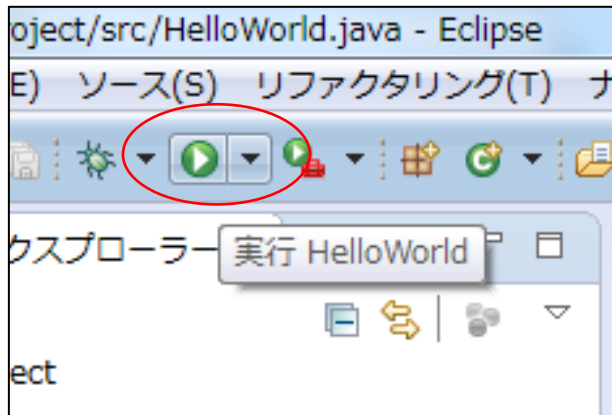 oject/src/HelloWorld.java - Eclipse
E) ソース(S) リファクタリング(T) ナ
クスプローラー
実行 HelloWorld
ect